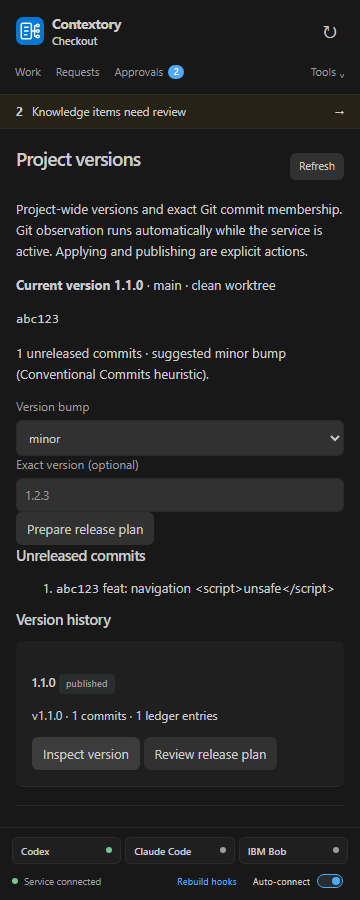 Contextory
Checkout
↻
Work Requests Approvals 2 Tools
2 Knowledge items need review →
Project versions
Refresh
Project-wide versions and exact Git commit membership.
Git observation runs automatically while the service is
active. Applying and publishing are explicit actions.
Current version 1.1.0 · main · clean worktree
abc123
1 unreleased commits · suggested minor bump
(Conventional Commits heuristic).
Version bump
minor
Exact version (optional)
1.2.3
Prepare release plan
Unreleased commits
1. abc123 feat: navigation <script>unsafe</script>
Version history
1.1.0 published
v1.1.0 · 1 commits · 1 ledger entries
Inspect version Review release plan
Codex Claude Code IBM Bob
Service connected Rebuild hooks Auto-connect